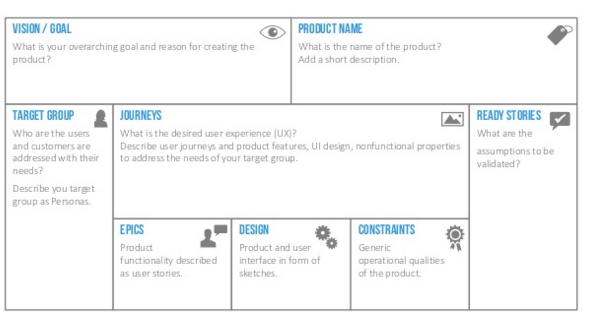 VISION / GOAL
What is your overarching goal and reason for creating the
product?
PRODUCT NAME
What is the name of the product?
Add a short description.
TARGET GROUP
Who are the users
and customers are
addressed with their
needs?
Describe you target
group as Personas.
JOURNEYS
What is the desired user experience (UX)?
Describe user journeys and product features, UI design, nonfunctional properties
to address the needs of your target group.
EPICS
Product
functionality described
as user stories.
DESIGN
Product and user
interface in form of
sketches.
CONSTRAINTS
Generic
operational qualities
of the product.
READY STORIES
What are the
assumptions to be
validated?